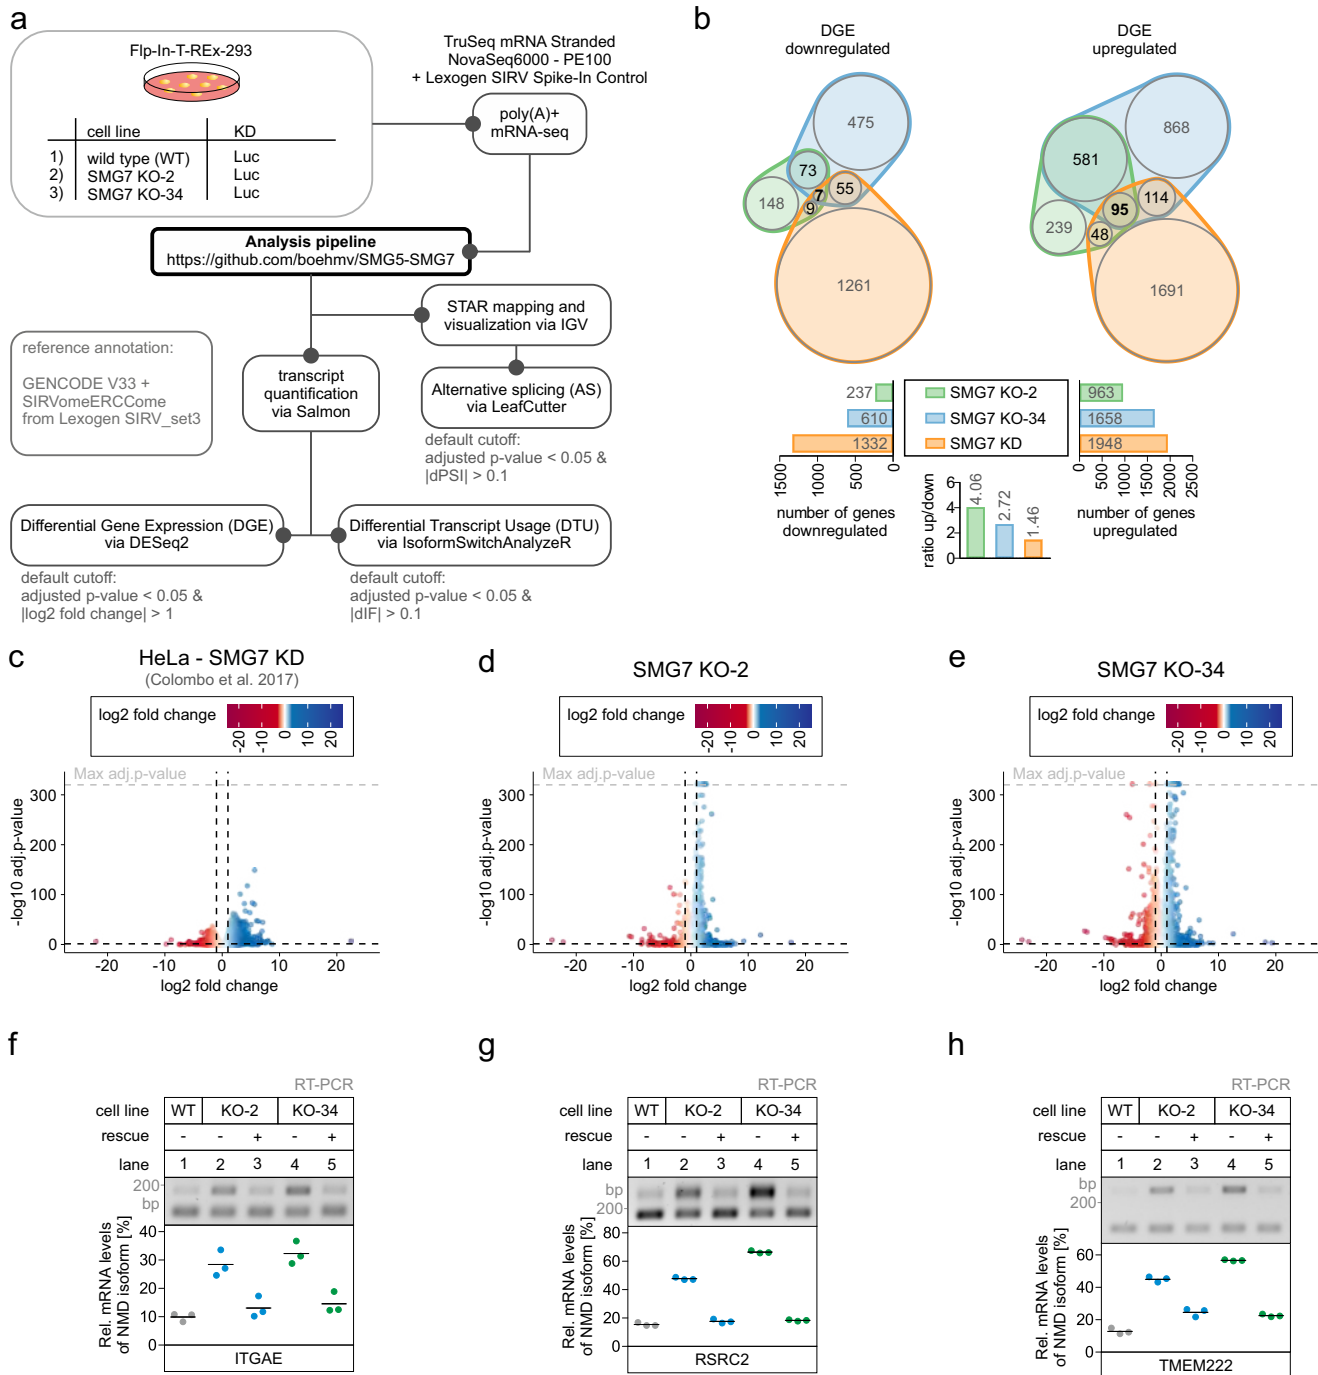 a
Flp-In-T-REx-293
cell line KD
1) wild type (WT) Luc
2) SMG7 KO-2 Luc
3) SMG7 KO-34 Luc
TruSeq mRNA Stranded
NovaSeq6000 - PE100
+ Lexogen SIRV Spike-In Control
poly(A)+
mRNA-seq
Analysis pipeline
https://github.com/boehmv/SMG5-SMG7
STAR mapping and
visualization via IGV
reference annotation:
GENCODE V33 +
SIRVomeERCCome
from Lexogen SIRV_set3
transcript
quantification
via Salmon
Alternative splicing (AS)
via LeafCutter
default cutoff:
adjusted p-value < 0.05 &
|dPSI| > 0.1
Differential Gene Expression (DGE)
via DESeq2
default cutoff:
adjusted p-value < 0.05 &
|log2 fold change| > 1
Differential Transcript Usage (DTU)
via IsoformSwitchAnalyzeR
default cutoff:
adjusted p-value < 0.05 &
|dIF| > 0.1
b
DGE
downregulated
475
73
7
55
148
9
1261
DGE
upregulated
868
581
95
114
239
48
1691
237
610
1332
1500
1000
500
0
number of genes
downregulated
SMG7 KO-2
SMG7 KO-34
SMG7 KD
963
1658
1948
0
500
1000
1500
2000
2500
number of genes
upregulated
ratio up/down
6
4
2
0
4.06
2.72
1.46
c
HeLa - SMG7 KD
(Colombo et al. 2017)
log2 fold change
-20 -10 0 10 20
Max adj.p-value
-log10 adj.p-value
300
200
100
0
-20 -10 0 10 20
log2 fold change
d
SMG7 KO-2
log2 fold change
-20 -10 0 10 20
Max adj.p-value
-log10 adj.p-value
300
200
100
0
-20 -10 0 10 20
log2 fold change
e
SMG7 KO-34
log2 fold change
-20 -10 0 10 20
Max adj.p-value
-log10 adj.p-value
300
200
100
0
-20 -10 0 10 20
log2 fold change
f
RT-PCR
cell line WT KO-2 KO-34
rescue - - + - +
lane 1 2 3 4 5
200
bp
Rel. mRNA levels
of NMD isoform [%]
40
30
20
10
0
ITGAE
g
RT-PCR
cell line WT KO-2 KO-34
rescue - - + - +
lane 1 2 3 4 5
bp
200
Rel. mRNA levels
of NMD isoform [%]
80
60
40
20
0
RSRC2
h
RT-PCR
cell line WT KO-2 KO-34
rescue - - + - +
lane 1 2 3 4 5
bp
200
Rel. mRNA levels
of NMD isoform [%]
60
40
20
0
TMEM222